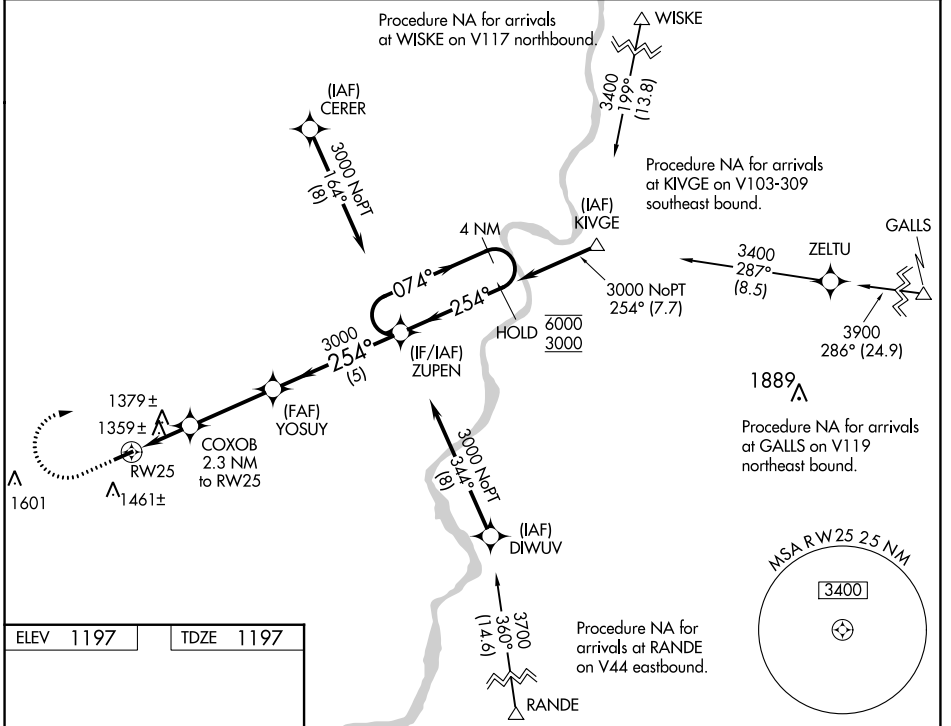 Procedure NA for arrivals
at WISKE on V117 northbound.
WISKE
3400
199°
(13.8)
(IAF)
CERER
3000 NoPT
164°
(8)
Procedure NA for arrivals
at KIVGE on V103-309
southeast bound.
(IAF)
KIVGE
4 NM
GALLS
ZELTU
3400
287°
(8.5)
074°
254°
3000 NoPT
254° (7.7)
HOLD
6000
3000
3900
286° (24.9)
3000
254°
(5)
(IF/IAF)
ZUPEN
1889
1379±
1359±
(FAF)
YOSUY
Procedure NA for arrivals
at GALLS on V119
northeast bound.
COXOB
2.3 NM
to RW25
RW25
3000 NoPT
344°
(8)
1601
1461±
(IAF)
DIWUV
MSA RW25 25 NM
3400
3700
360°
(14.6)
Procedure NA for
arrivals at RANDE
on V44 eastbound.
ELEV 1197
TDZE 1197
RANDE